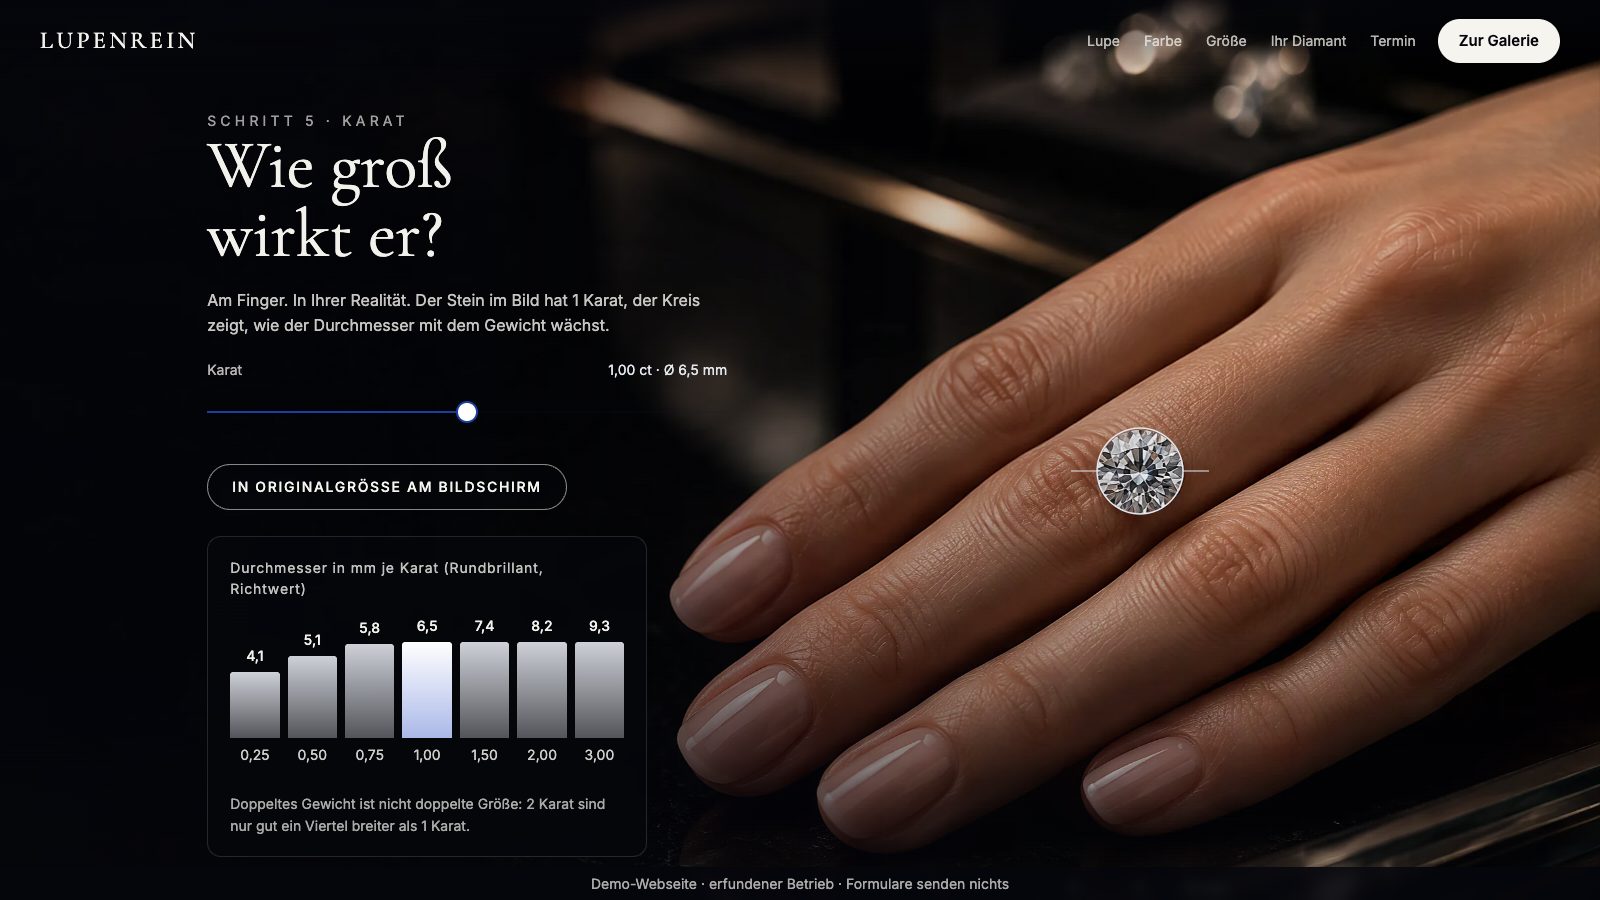 LUPENREIN
Lupe
Farbe
Größe
Ihr Diamant
Termin
Zur Galerie
SCHRITT 5 · KARAT
Wie groß
wirkt er?
Am Finger. In Ihrer Realität. Der Stein im Bild hat 1 Karat, der Kreis
zeigt, wie der Durchmesser mit dem Gewicht wächst.
Karat
1,00 ct · Ø 6,5 mm
IN ORIGINALGRÖSSE AM BILDSCHIRM
Durchmesser in mm je Karat (Rundbrillant,
Richtwert)
4,1 5,1 5,8 6,5 7,4 8,2 9,3
0,25 0,50 0,75 1,00 1,50 2,00 3,00
Doppeltes Gewicht ist nicht doppelte Größe: 2 Karat sind
nur gut ein Viertel breiter als 1 Karat.
Demo-Webseite · erfundener Betrieb · Formulare senden nichts